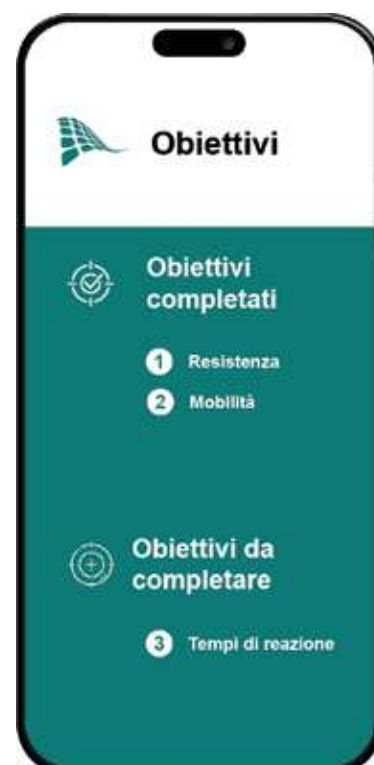 Obiettivi
Obiettivi
completati
1 Resistenza
2 Mobilità
Obiettivi da
completare
3 Tempi di reazione